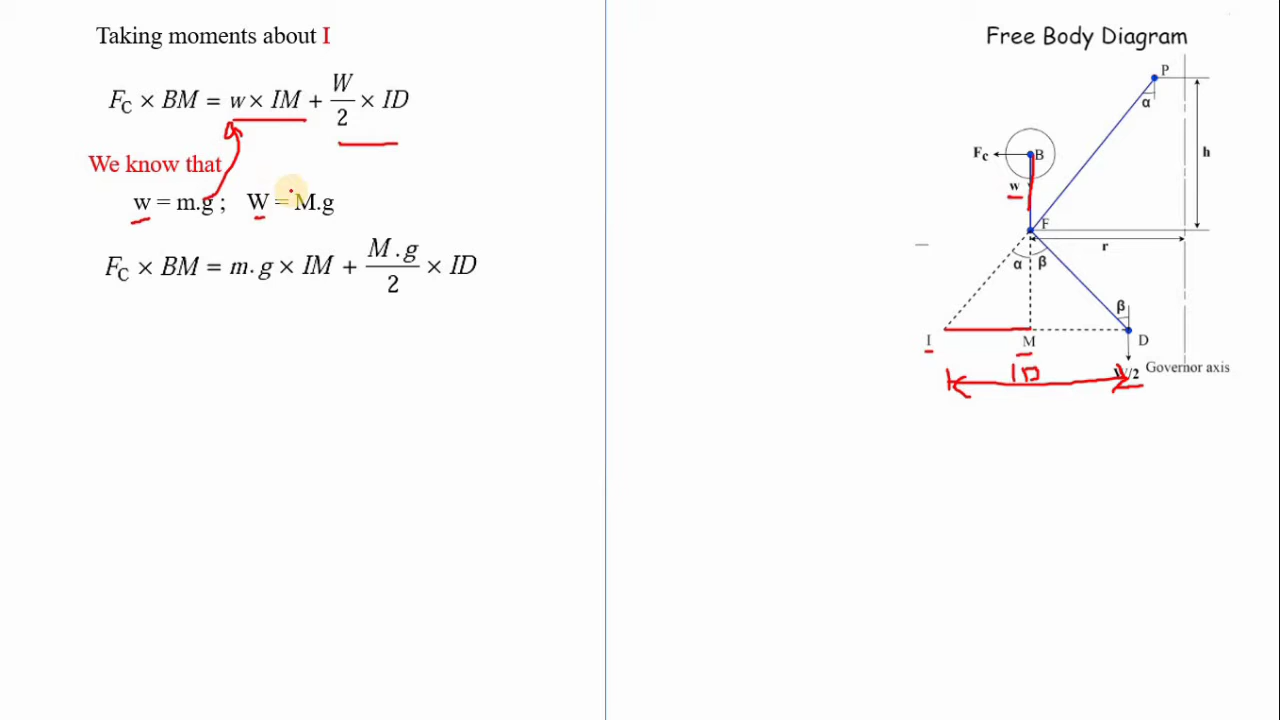 Taking moments about I
F_C × BM = w × IM + W/2 × ID
We know that
w = m.g ; W = M.g
F_C × BM = m.g × IM + M.g/2 × ID
Free Body Diagram
P
α
F_C
B
h
w
F
r
α β
β
I
M
D
W/2
Governor axis
ID